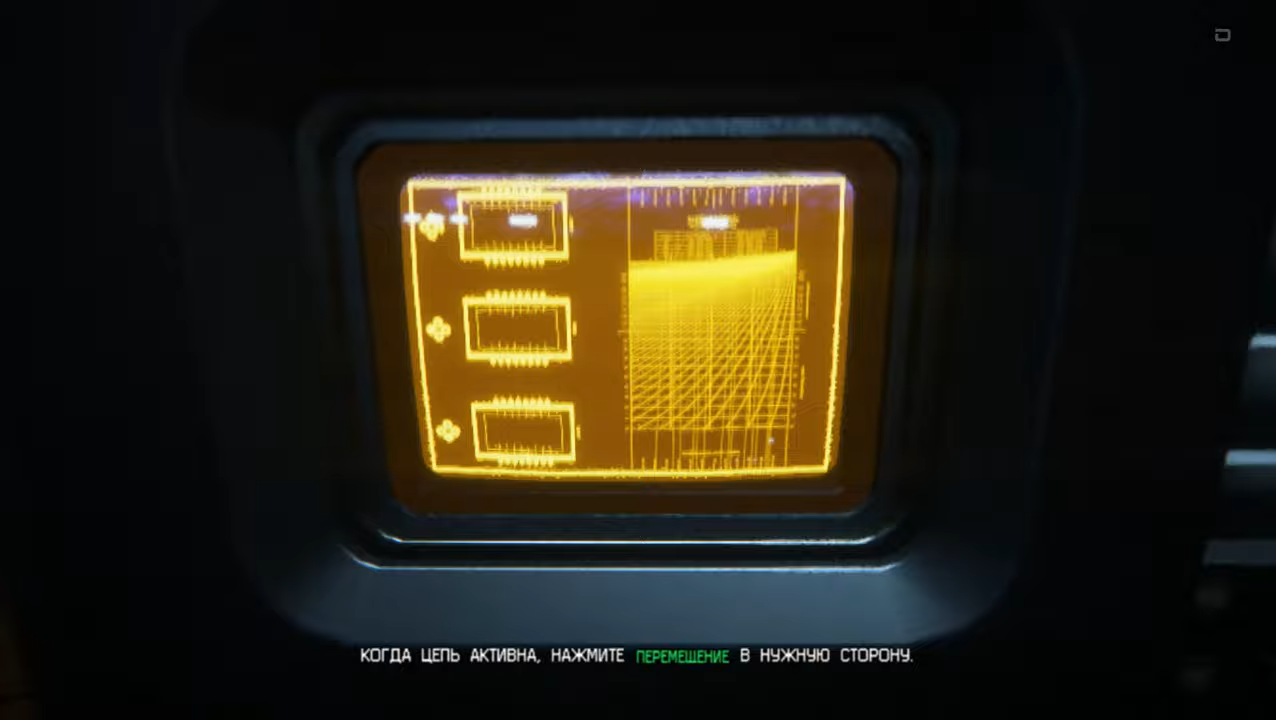 КОГДА ЦЕПЬ АКТИВНА, НАЖМИТЕ ПЕРЕМЕЩЕНИЕ В НУЖНУЮ СТОРОНУ.